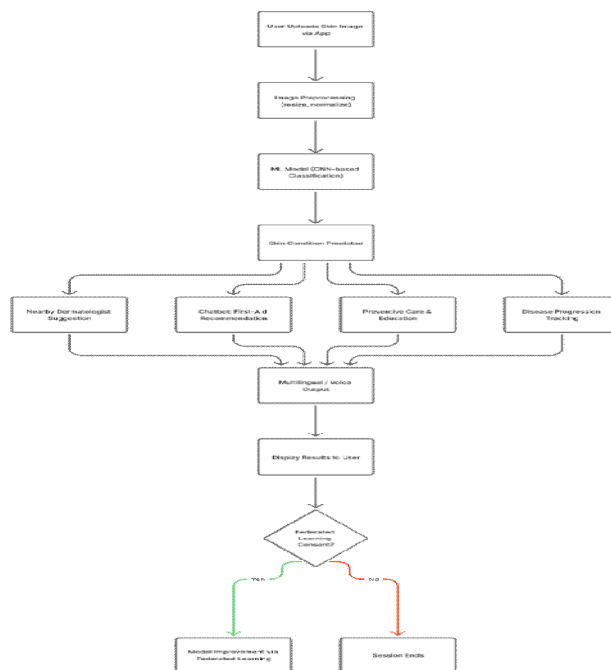 User Uploads Skin Image
via App
Image Preprocessing
(resize, normalize)
ML Model (CNN-based
Classification)
Skin Condition Predicted
Nearby Dermatologist
Suggestion
Chatbot: First-Aid
Recommendation
Preventive Care &
Education
Disease Progression
Tracking
Multilingual / Voice
Output
Display Results to User
Federated
Learning
Consent?
Yes
No
Model Improvement via
Federated Learning
Session Ends